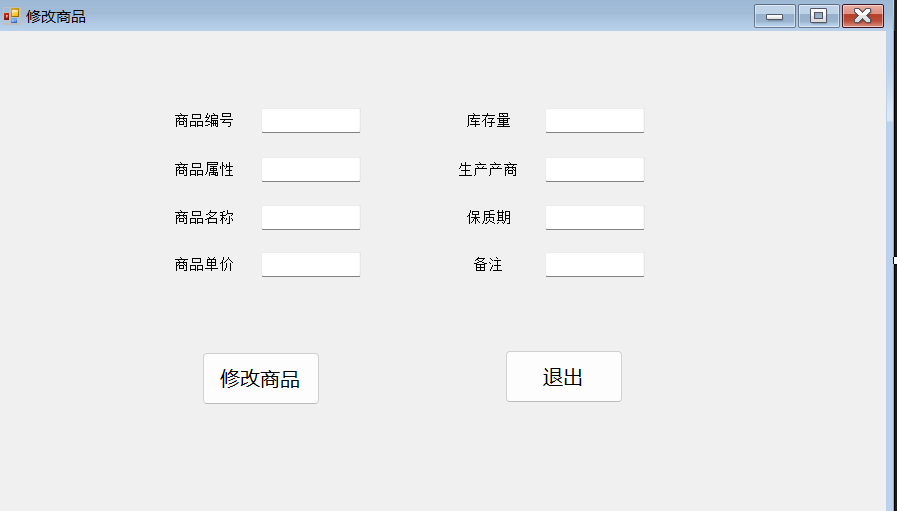 修改商品
商品编号
库存量
商品属性
生产产商
商品名称
保质期
商品单价
备注
修改商品
退出